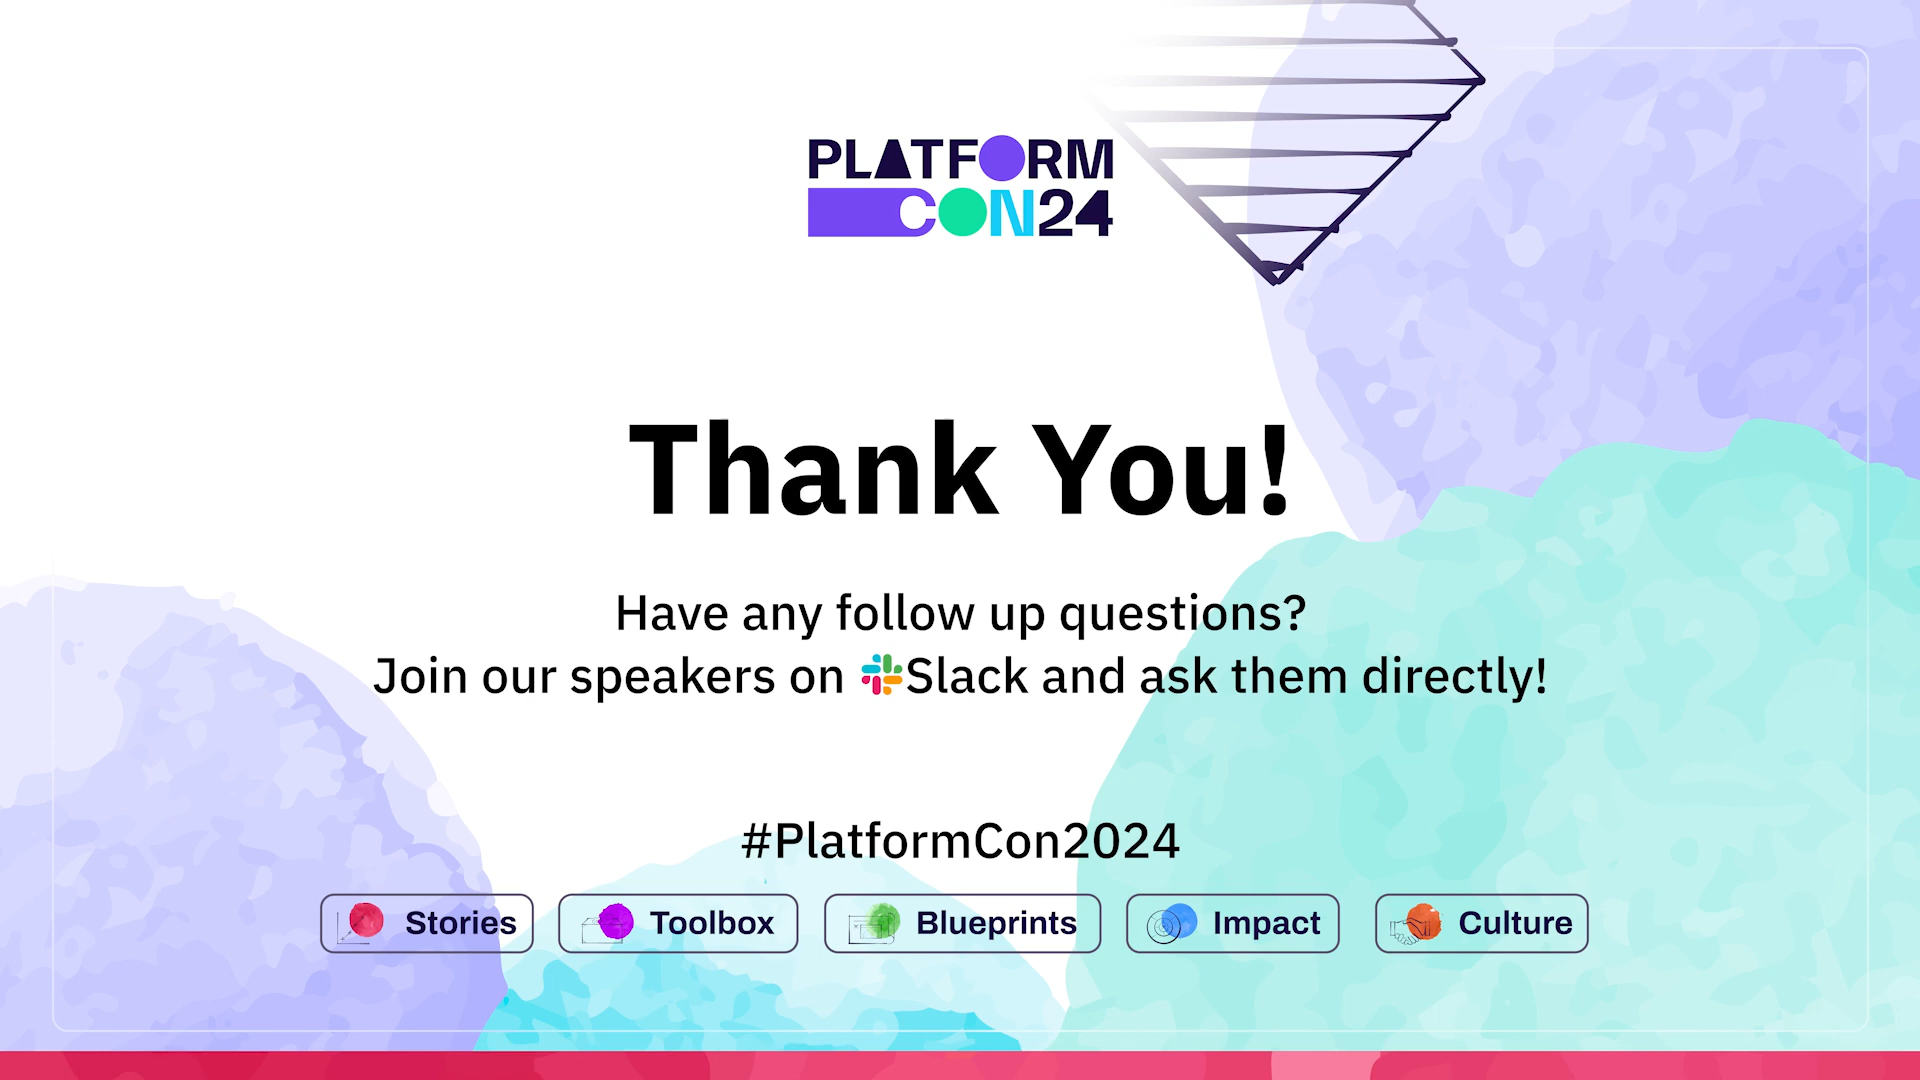 PLATFORM
CON24
Thank You!
Have any follow up questions?
Join our speakers on Slack and ask them directly!
#PlatformCon2024
Stories
Toolbox
Blueprints
Impact
Culture